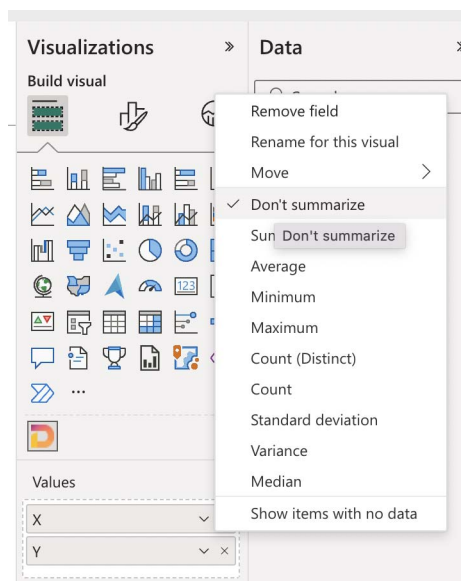 Visualizations » Data
Build visual
Remove field
Rename for this visual
Move
Don't summarize
Don't summarize
Average
Minimum
Maximum
Count (Distinct)
Count
Standard deviation
Variance
Median
Show items with no data
123
...
Values
X
Y